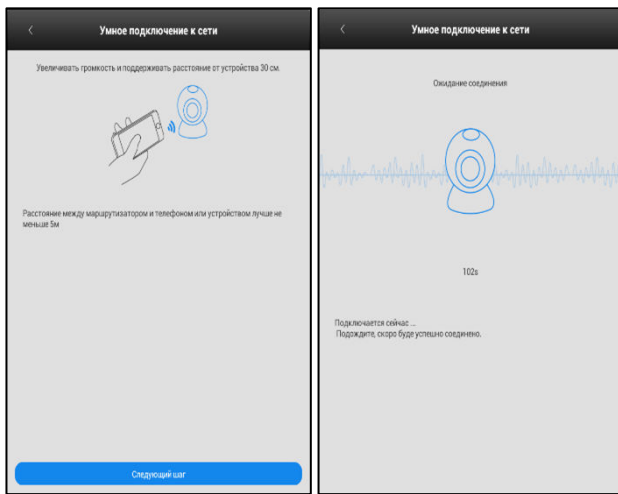 Умное подключение к сети
Увеличивать громкость и поддерживать расстояние от устройства 30 см.
Расстояние между маршрутизатором и телефоном или устройством лучше не
меньше 5м
Следующий шаг
Умное подключение к сети
Ожидание соединения
102s
Подключается сейчас ...
Подождите, скоро буде успешно соединено.